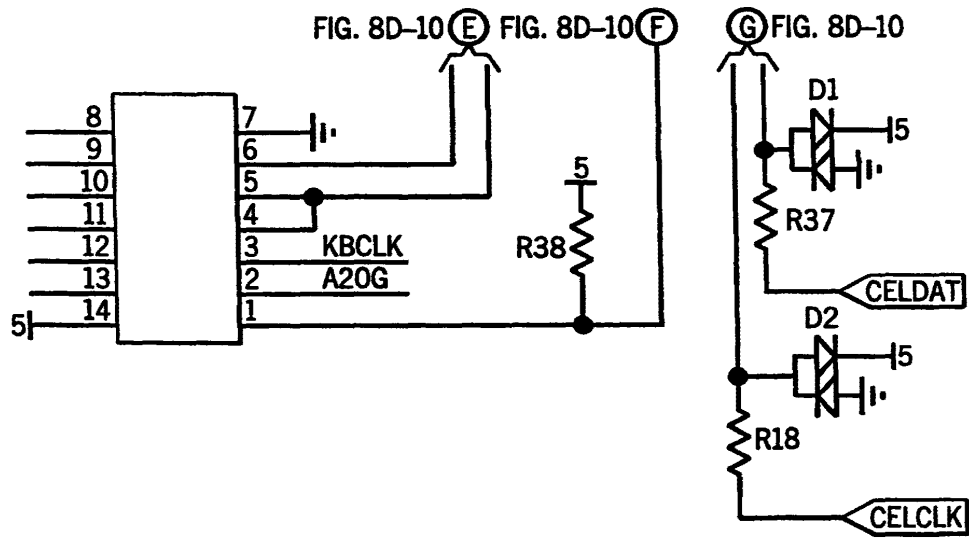 FIG. 8D–10 E FIG. 8D–10 F G FIG. 8D–10
D1
8 7 5
9 6
10 5 5
11 4 R38 R37
12 3 KBCLK
13 2 A20G CELDAT
5 14 1 D2
5
R18
CELCLK